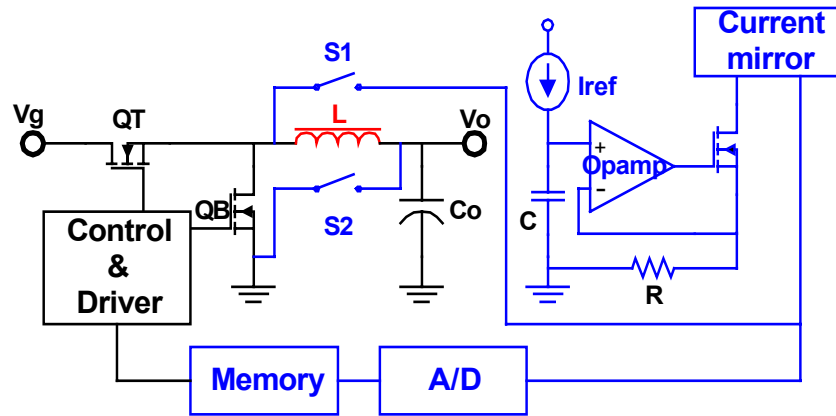 S1
Current
mirror
Iref
Vg
QT
L
Vo
+
Opamp
-
QB
S2
Co
C
Control
&
Driver
R
Memory
A/D